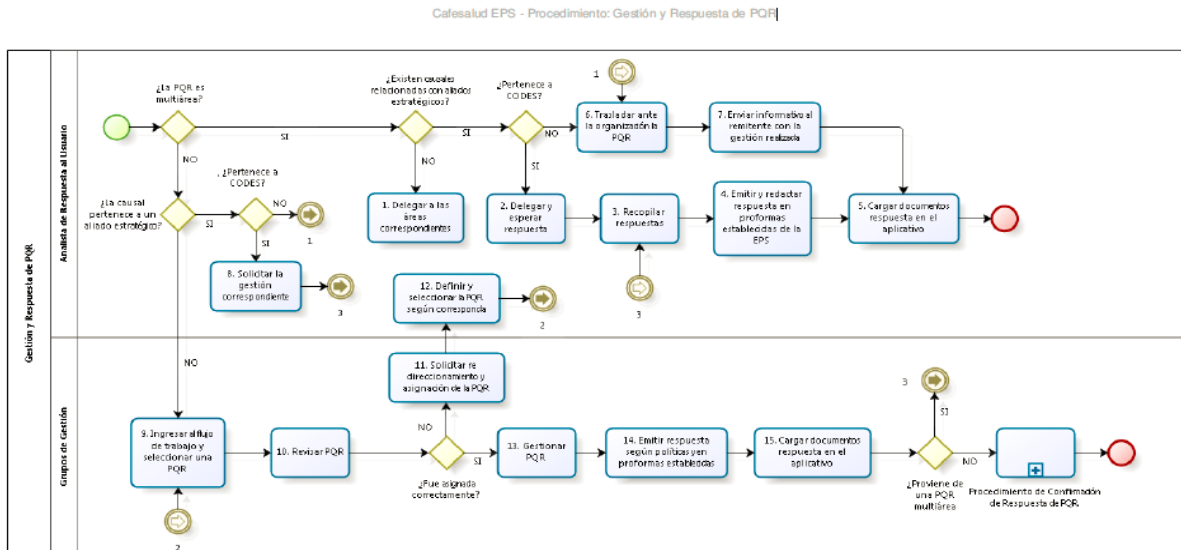 Cafesalud EPS - Procedimiento: Gestión y Respuesta de PQR
Gestión y Respuesta de PQR
Analista de Respuesta al Usuario
¿La PQR es
multiárea?
SI
NO
¿Existen causales
relacionadas con aliados
estratégicos?
SI
NO
¿Pertenece a
CODES?
NO
SI
1
6. Trasladar ante
la organización la
PQR
7. Enviar informativo al
remitente con la
gestión realizada
¿La causal
pertenece a un
aliado estratégico?
SI
NO
¿Pertenece a
CODES?
NO
SI
1
1. Delegar a las
áreas
correspondientes
2. Delegar y
esperar
respuesta
3. Recopilar
respuestas
4. Emitir y redactar
respuesta en
proformas
establecidas de la
EPS
5. Cargar documentos
respuesta en el
aplicativo
8. Solicitar la
gestión
correspondiente
3
12. Definir y
seleccionar la PQR
según corresponda
2
3
Grupos de Gestión
11. Solicitar re
direccionamiento y
asignación de la PQR
NO
9. Ingresar al flujo
de trabajo y
seleccionar una
PQR
2
10. Revisar PQR
¿Fue asignada
correctamente?
SI
13. Gestionar
PQR
14. Emitir respuesta
según políticas y en
proformas establecidas
15. Cargar documentos
respuesta en el
aplicativo
3
SI
NO
¿Proviene de
una PQR
multiárea
Procedimiento de Confirmación
de Respuesta de PQR